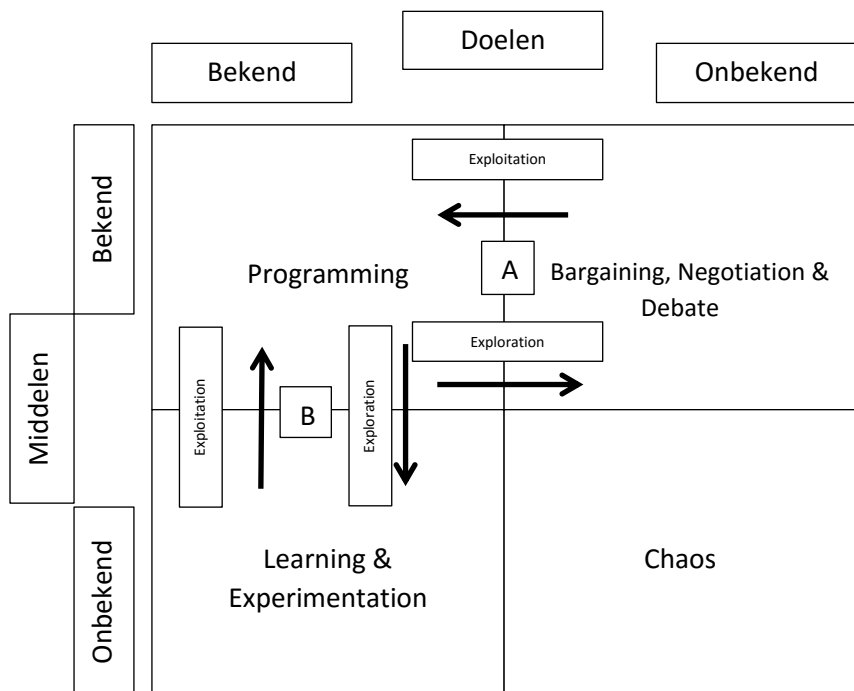 Doelen
Bekend
Onbekend
Bekend
Middelen
Onbekend
Exploitation
A
Programming
Bargaining, Negotiation &
Debate
Exploration
Exploitation
B
Exploration
Learning &
Experimentation
Chaos